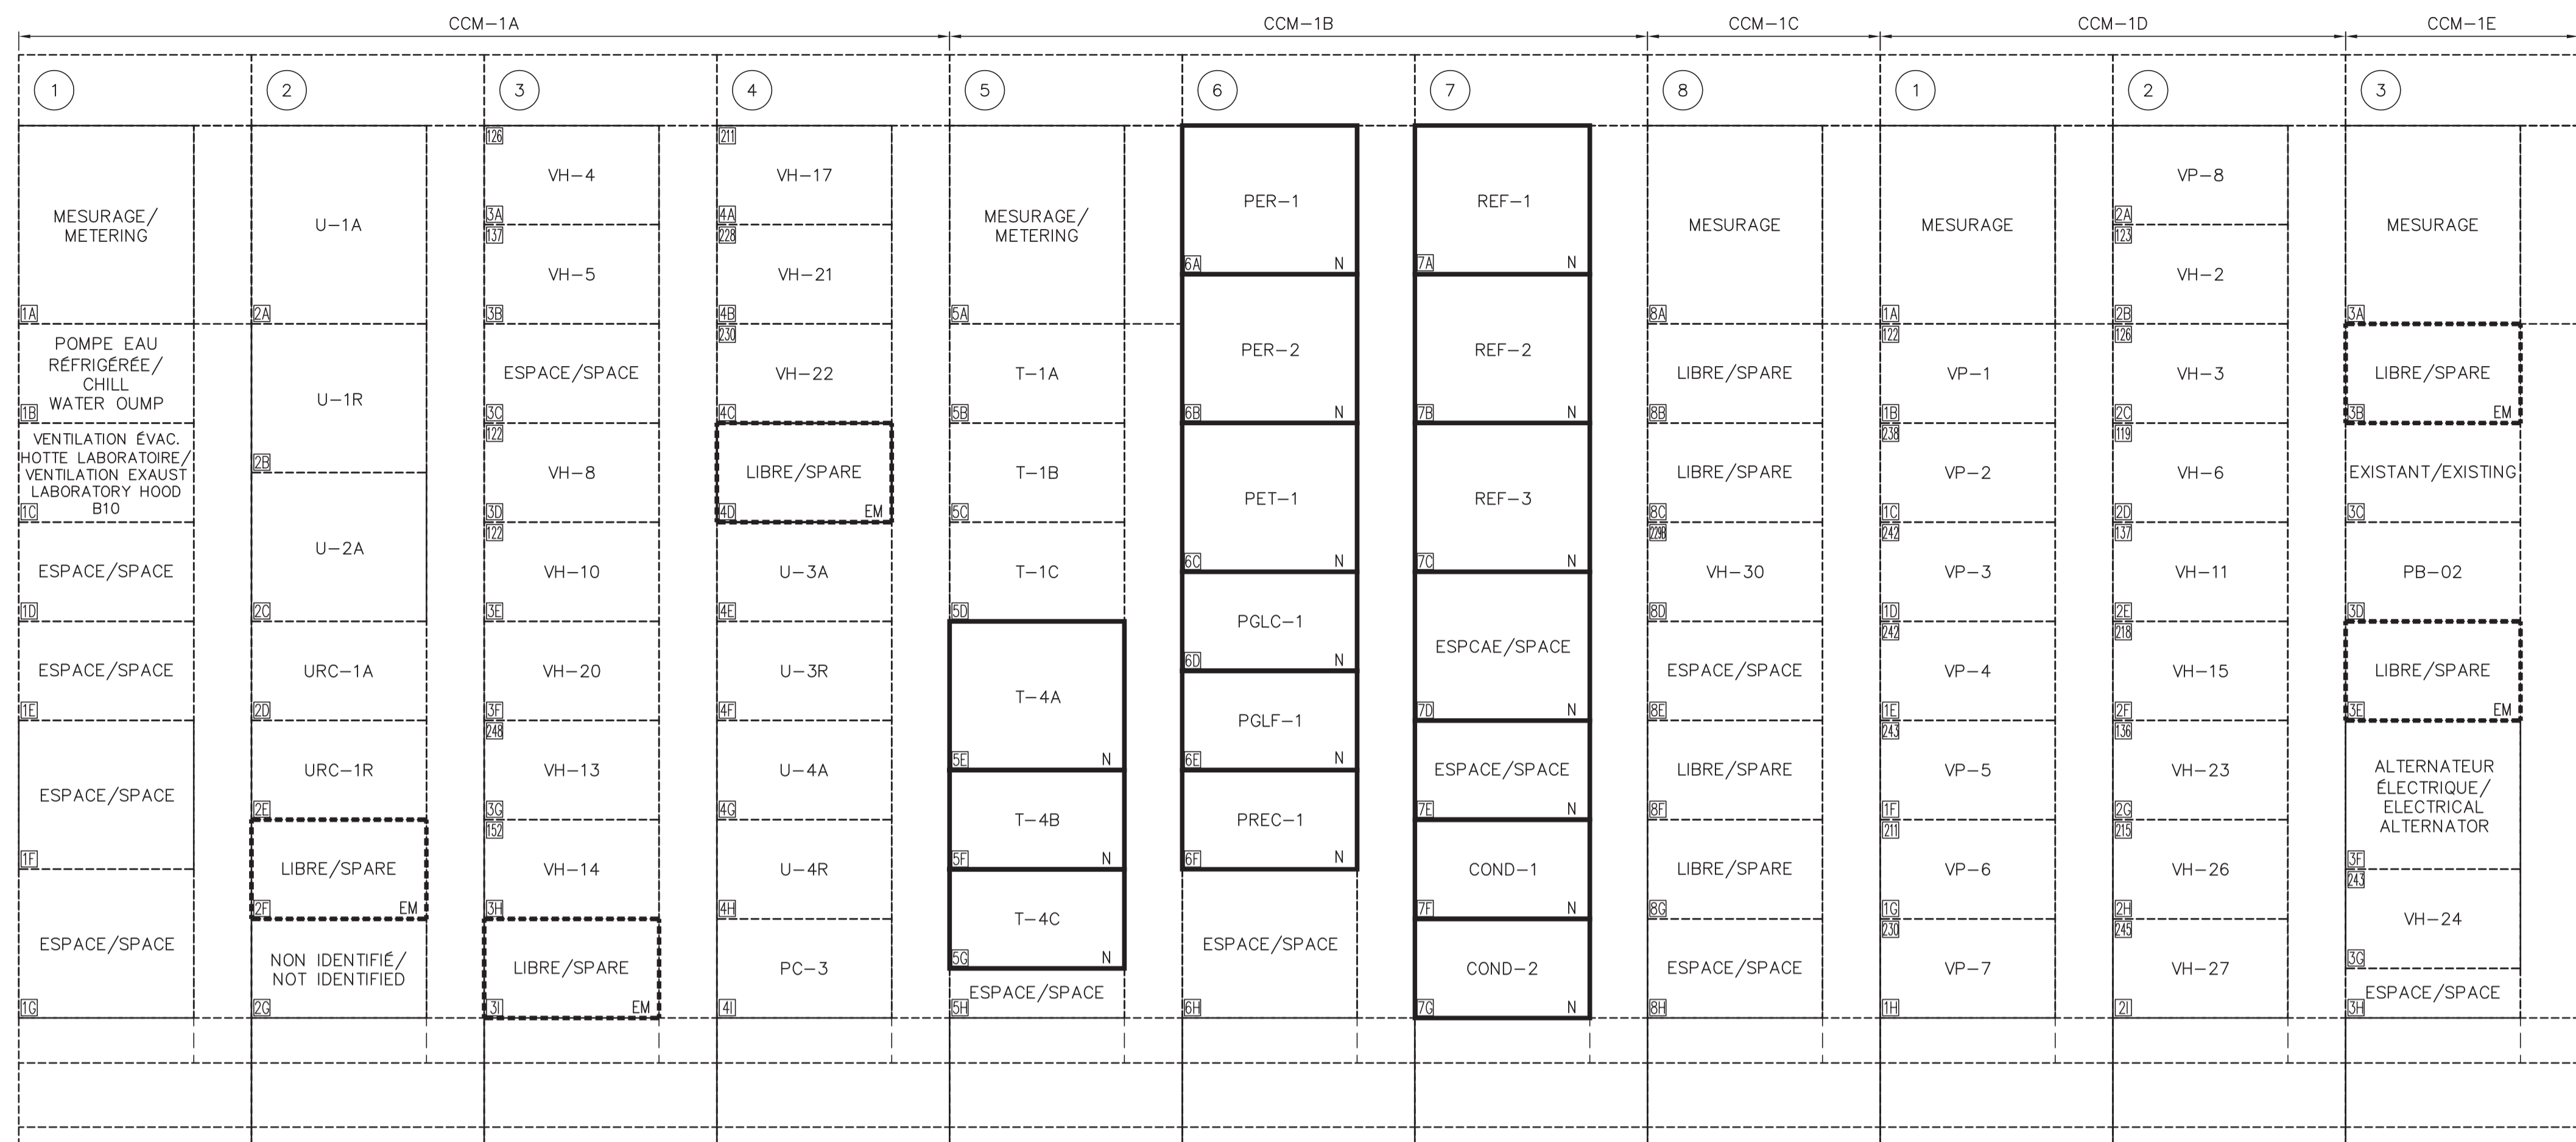 CCM-1A
CCM-1B
CCM-1C
CCM-1D
CCM-1E
1
MESURAGE/
METERING
1A
POMPE EAU
RÉFRIGÉRÉE/
CHILL
WATER OUMP
1B
VENTILATION ÉVAC.
HOTTE LABORATOIRE/
VENTILATION EXAUST
LABORATORY HOOD
B10
1C
ESPACE/SPACE
1D
ESPACE/SPACE
1E
ESPACE/SPACE
1F
ESPACE/SPACE
1G
2
U-1A
2A
U-1R
2B
U-2A
2C
URC-1A
2D
URC-1R
2E
LIBRE/SPARE
2F EM
NON IDENTIFIÉ/
NOT IDENTIFIED
2G
3
126
VH-4
3A
137
VH-5
3B
ESPACE/SPACE
3C
122
VH-8
3D
122
VH-10
3E
VH-20
3F
248
VH-13
3G
152
VH-14
3H
LIBRE/SPARE
3I EM
4
211
VH-17
4A
228
VH-21
4B
230
VH-22
4C
LIBRE/SPARE
4D EM
U-3A
4E
U-3R
4F
U-4A
4G
U-4R
4H
PC-3
4I
5
MESURAGE/
METERING
5A
T-1A
5B
T-1B
5C
T-1C
5D
T-4A
5E N
T-4B
5F N
T-4C
5G N
ESPACE/SPACE
5H
6
PER-1
6A N
PER-2
6B N
PET-1
6C N
PGLC-1
6D N
PGLF-1
6E N
PREC-1
6F N
ESPACE/SPACE
6H
7
REF-1
7A N
REF-2
7B N
REF-3
7C N
ESPCAE/SPACE
7D N
ESPACE/SPACE
7E N
COND-1
7F N
COND-2
7G N
8
MESURAGE
8A
LIBRE/SPARE
8B
LIBRE/SPARE
8C
229B
VH-30
8D
ESPACE/SPACE
8E
LIBRE/SPARE
8F
LIBRE/SPARE
8G
ESPACE/SPACE
8H
1
MESURAGE
1A
122
VP-1
1B
238
VP-2
1C
242
VP-3
1D
242
VP-4
1E
243
VP-5
1F
211
VP-6
1G
230
VP-7
1H
2
VP-8
2A
123
VH-2
2B
126
VH-3
2C
119
VH-6
2D
137
VH-11
2E
218
VH-15
2F
136
VH-23
2G
215
VH-26
2H
245
VH-27
2I
3
MESURAGE
3A
LIBRE/SPARE
3B EM
EXISTANT/EXISTING
3C
PB-02
3D
LIBRE/SPARE
3E EM
ALTERNATEUR
ÉLECTRIQUE/
ELECTRICAL
ALTERNATOR
3F
243
VH-24
3G
ESPACE/SPACE
3H